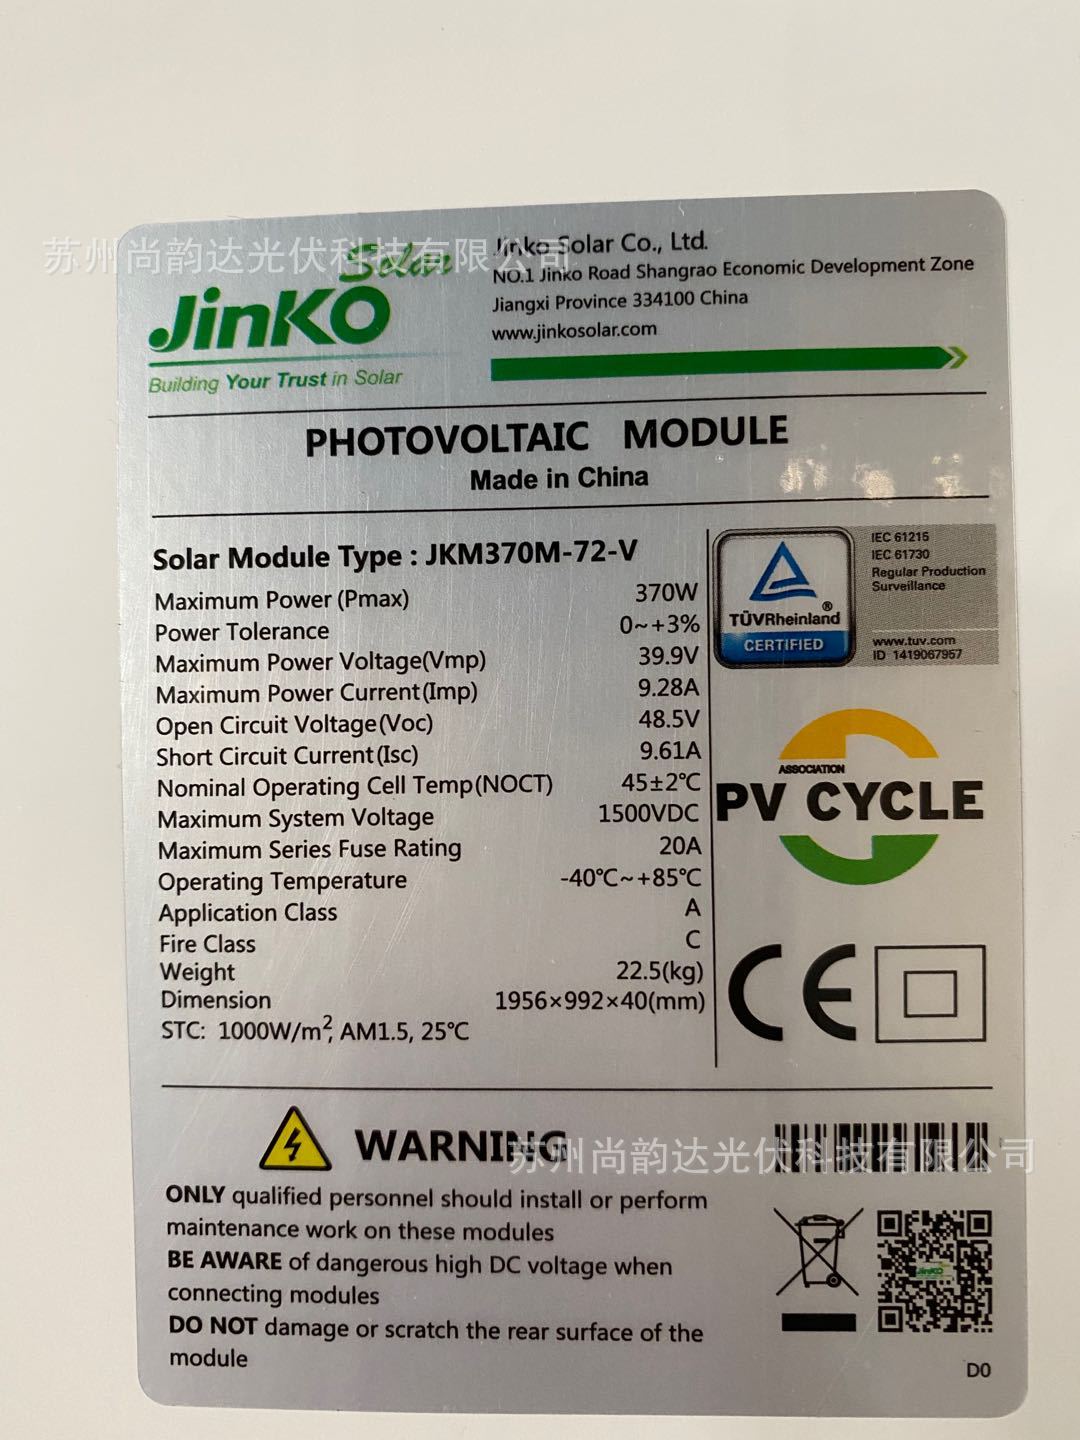 苏州尚韵达光伏科技有限公司
Solar
JinKO
Building Your Trust in Solar
Jinko Solar Co., Ltd.
NO.1 Jinko Road Shangrao Economic Development Zone
Jiangxi Province 334100 China
www.jinkosolar.com
PHOTOVOLTAIC MODULE
Made in China
Solar Module Type : JKM370M-72-V
Maximum Power (Pmax) 370W
Power Tolerance 0~+3%
Maximum Power Voltage(Vmp) 39.9V
Maximum Power Current(Imp) 9.28A
Open Circuit Voltage(Voc) 48.5V
Short Circuit Current(Isc) 9.61A
Nominal Operating Cell Temp(NOCT) 45±2℃
Maximum System Voltage 1500VDC
Maximum Series Fuse Rating 20A
Operating Temperature -40℃~+85℃
Application Class A
Fire Class C
Weight 22.5(kg)
Dimension 1956×992×40(mm)
STC: 1000W/m², AM1.5, 25℃
TÜVRheinland®
CERTIFIED
IEC 61215
IEC 61730
Regular Production
Surveillance
www.tuv.com
ID 1419067957
ASSOCIATION
PV CYCLE
CE
WARNING
苏州尚韵达光伏科技有限公司
ONLY qualified personnel should install or perform
maintenance work on these modules
BE AWARE of dangerous high DC voltage when
connecting modules
DO NOT damage or scratch the rear surface of the
module
JinKO
D0